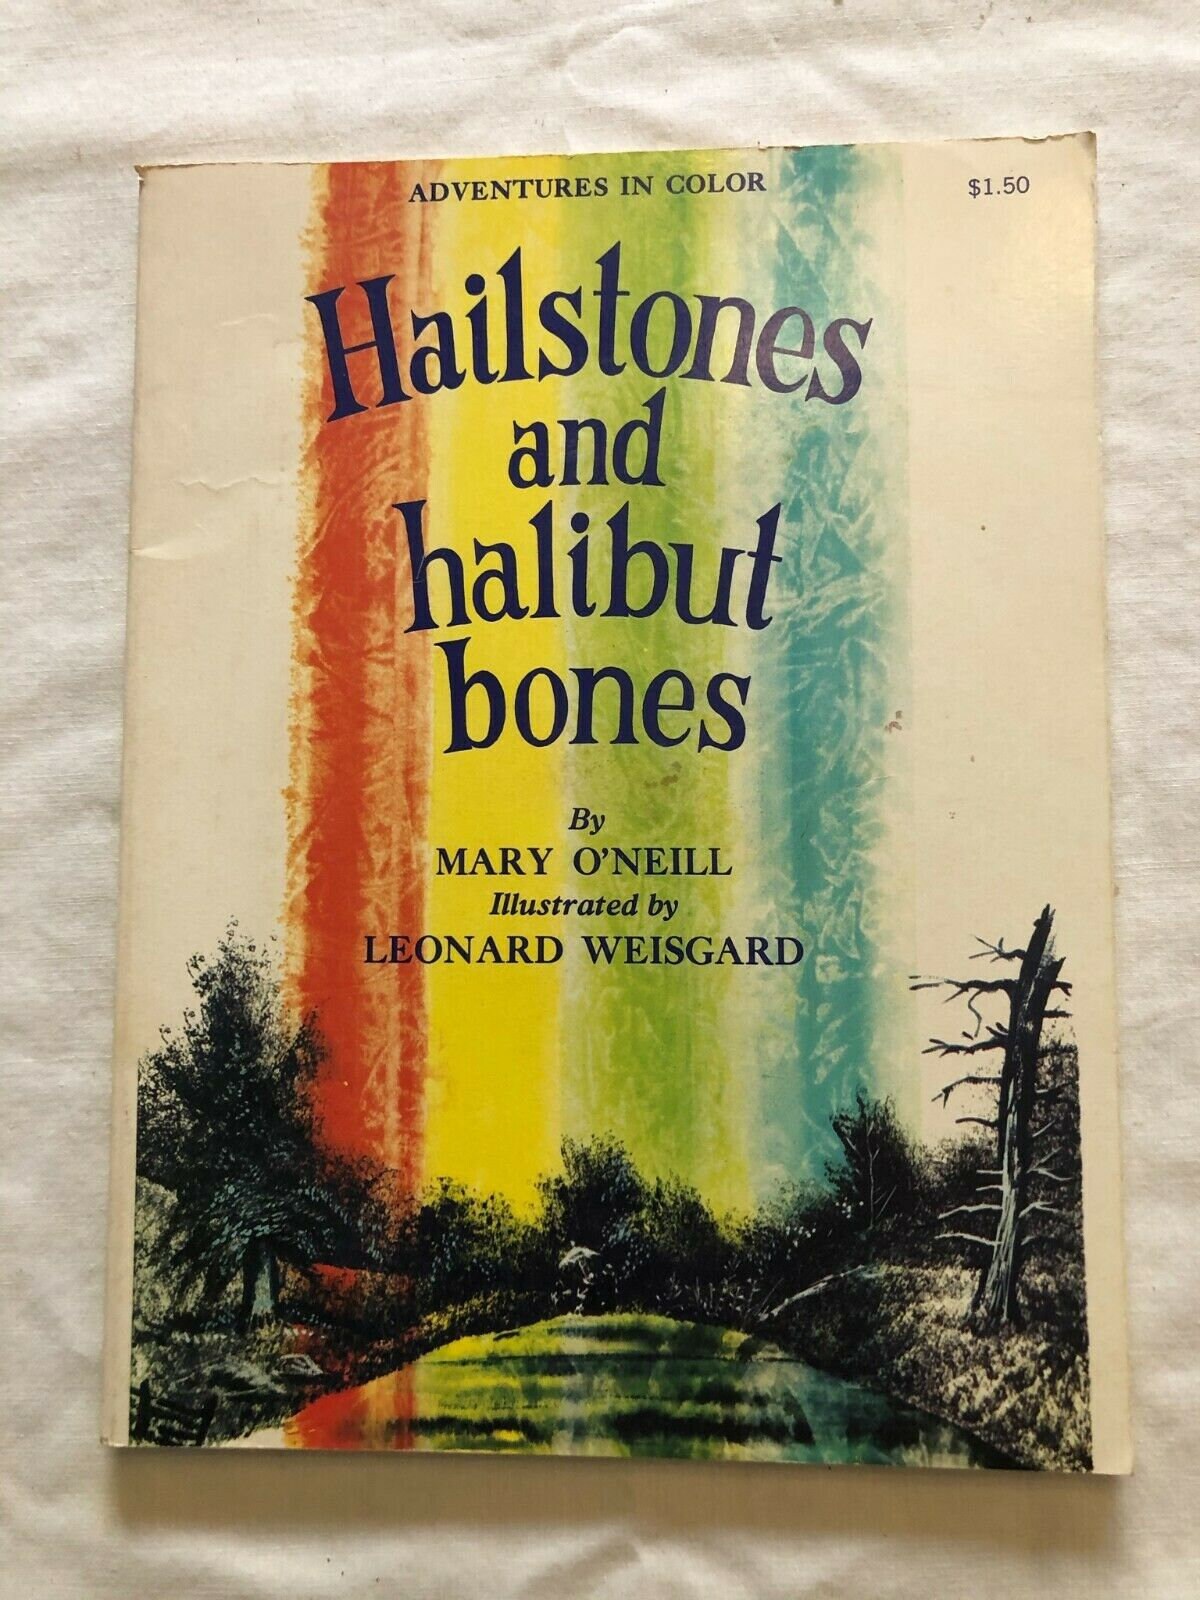 ADVENTURES IN COLOR
$1.50
Hailstones
and
halibut
bones
By
MARY O'NEILL
Illustrated by
LEONARD WEISGARD